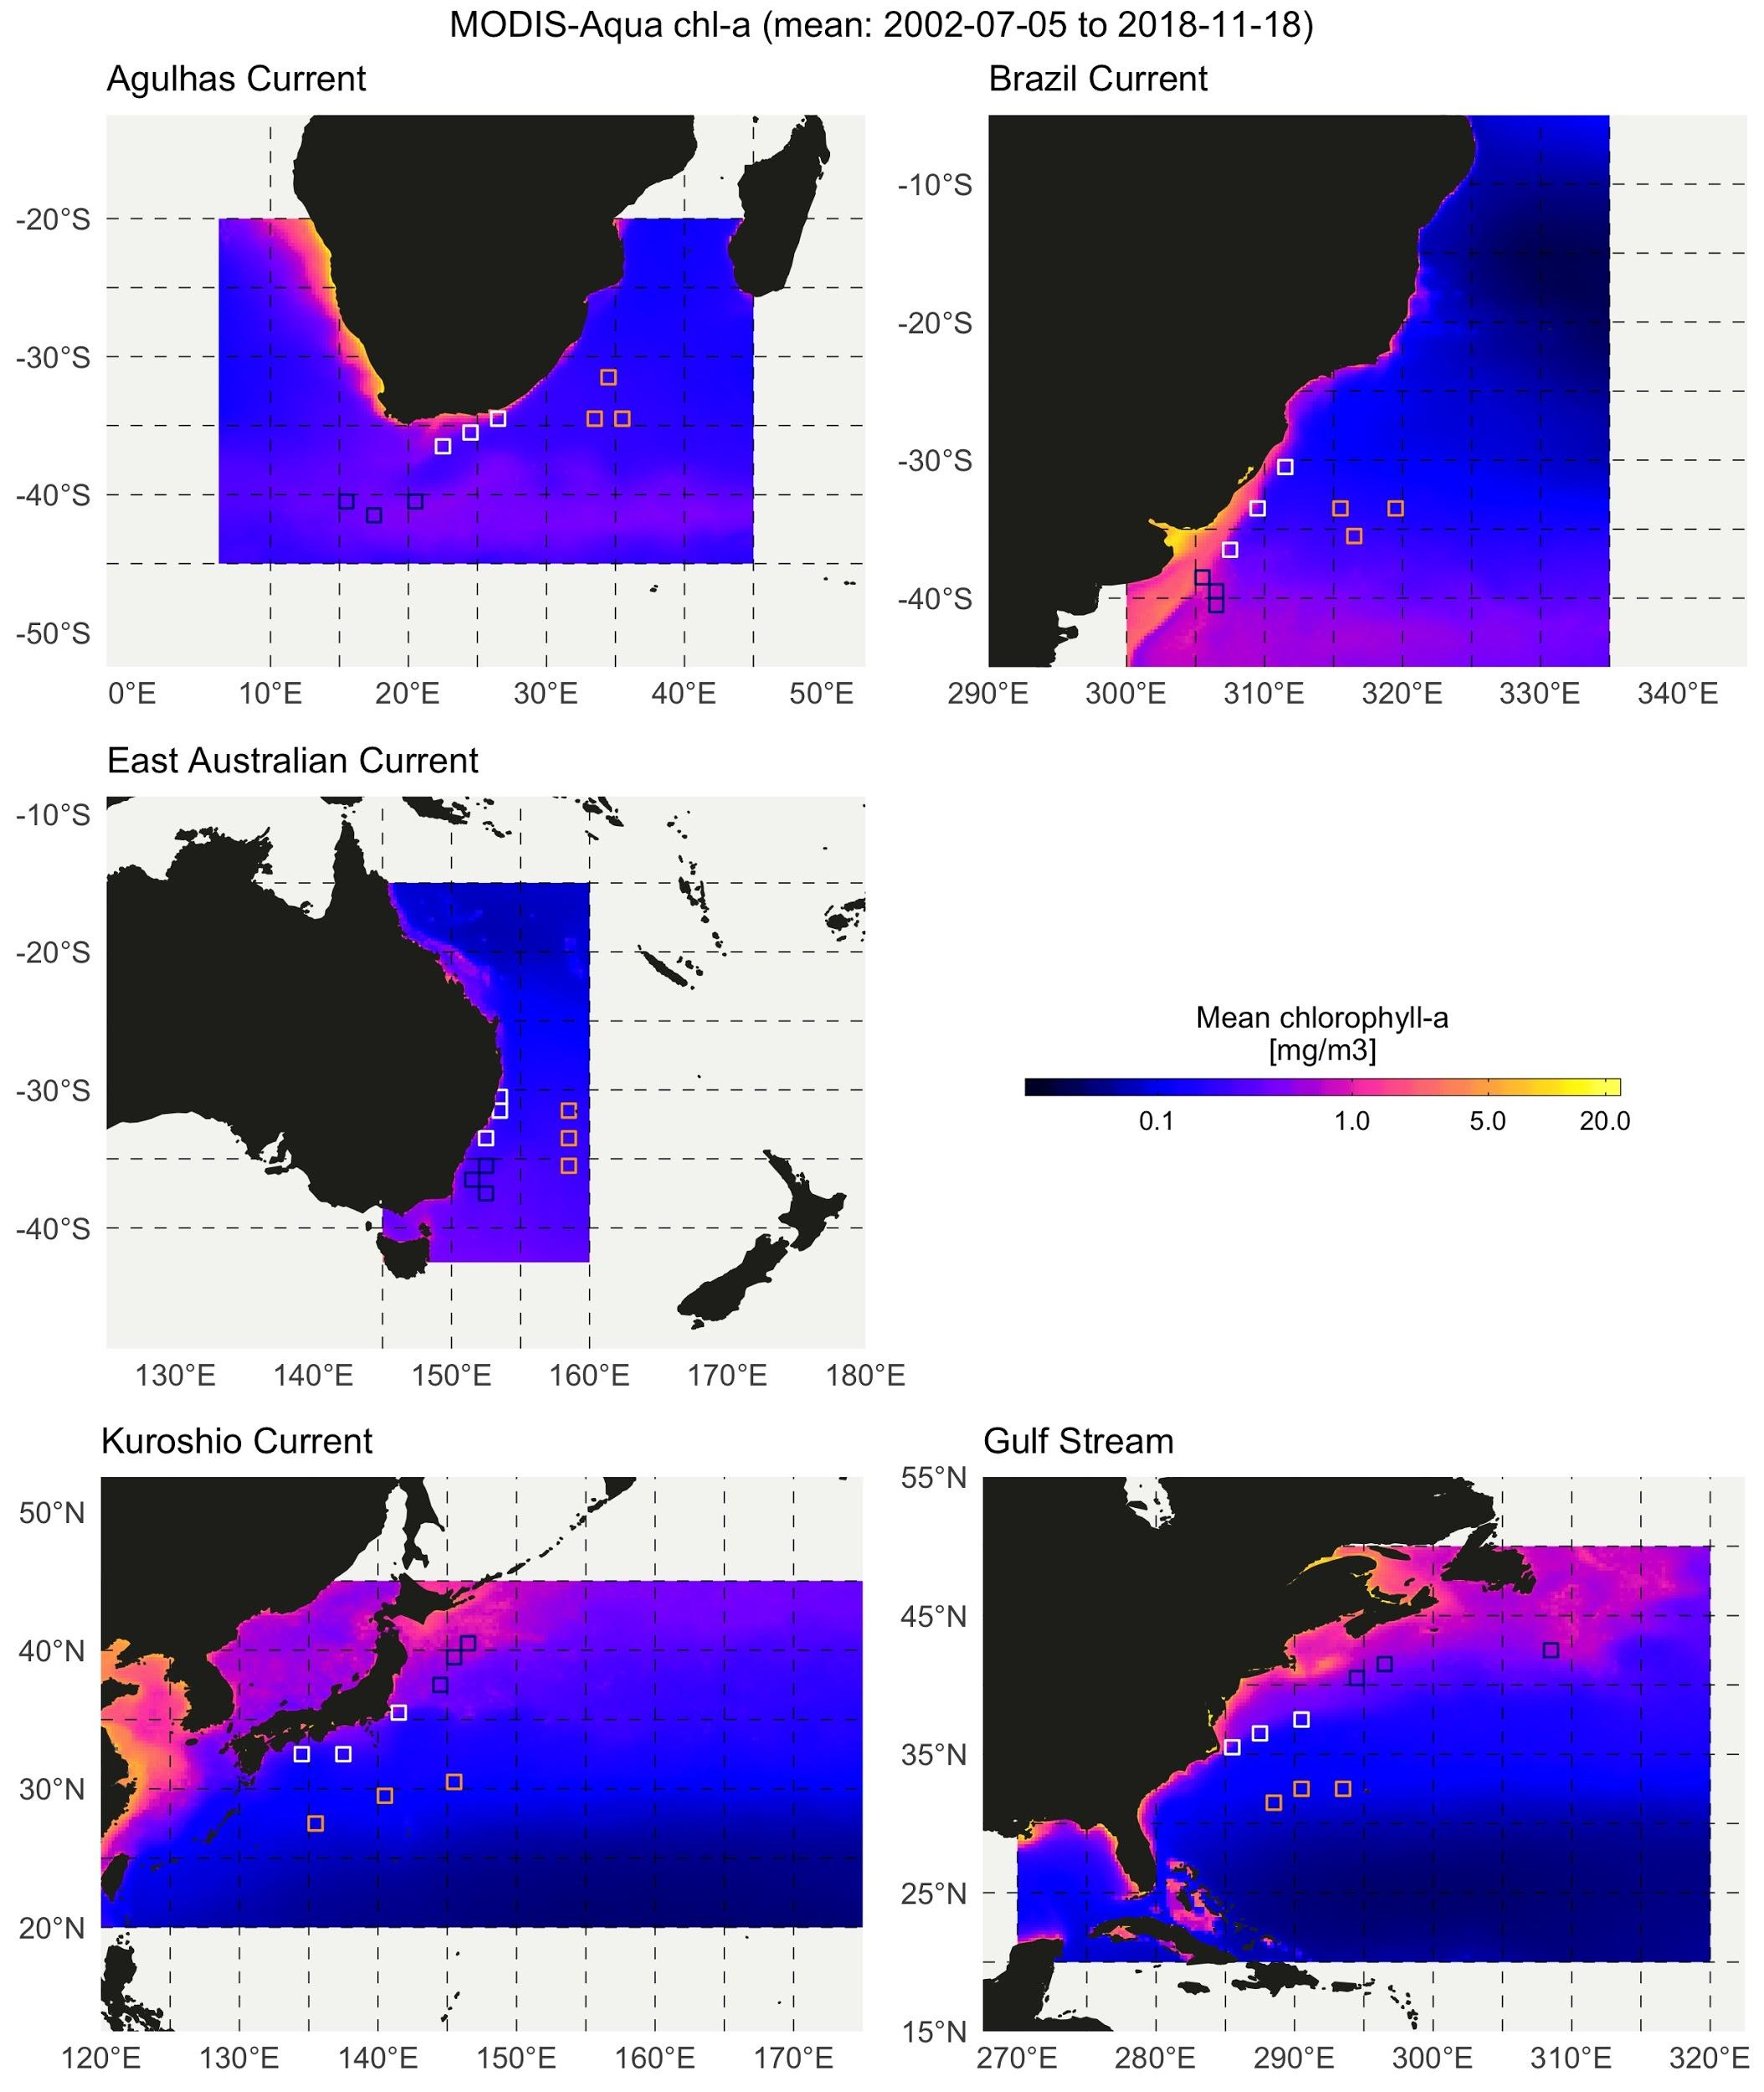 MODIS-Aqua chl-a (mean: 2002-07-05 to 2018-11-18)
Agulhas Current
-20°S
-30°S
-40°S
-50°S
0°E 10°E 20°E 30°E 40°E 50°E
Brazil Current
-10°S
-20°S
-30°S
-40°S
290°E 300°E 310°E 320°E 330°E 340°E
East Australian Current
-10°S
-20°S
-30°S
-40°S
130°E 140°E 150°E 160°E 170°E 180°E
Mean chlorophyll-a
[mg/m3]
0.1 1.0 5.0 20.0
Kuroshio Current
50°N
40°N
30°N
20°N
120°E 130°E 140°E 150°E 160°E 170°E
Gulf Stream
55°N
45°N
35°N
25°N
15°N
270°E 280°E 290°E 300°E 310°E 320°E